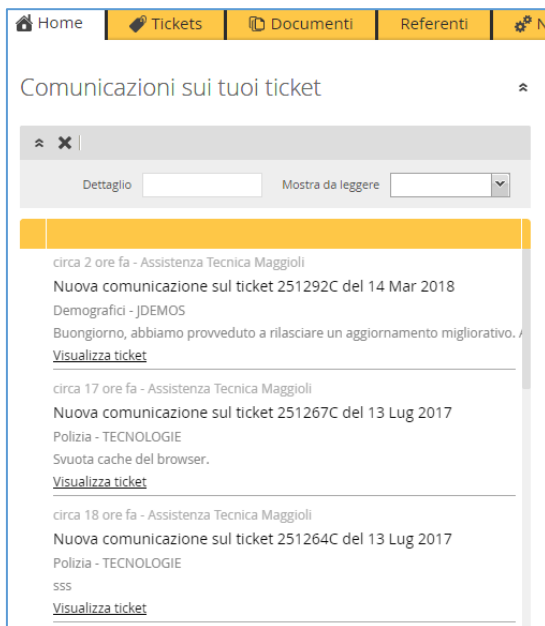 Home Tickets Documenti Referenti N
Comunicazioni sui tuoi ticket
Dettaglio Mostra da leggere
circa 2 ore fa - Assistenza Tecnica Maggioli
Nuova comunicazione sul ticket 251292C del 14 Mar 2018
Demografici - JDEMOS
Buongiorno, abbiamo provveduto a rilasciare un aggiornamento migliorativo. A
Visualizza ticket
circa 17 ore fa - Assistenza Tecnica Maggioli
Nuova comunicazione sul ticket 251267C del 13 Lug 2017
Polizia - TECNOLOGIE
Svuota cache del browser.
Visualizza ticket
circa 18 ore fa - Assistenza Tecnica Maggioli
Nuova comunicazione sul ticket 251264C del 13 Lug 2017
Polizia - TECNOLOGIE
sss
Visualizza ticket